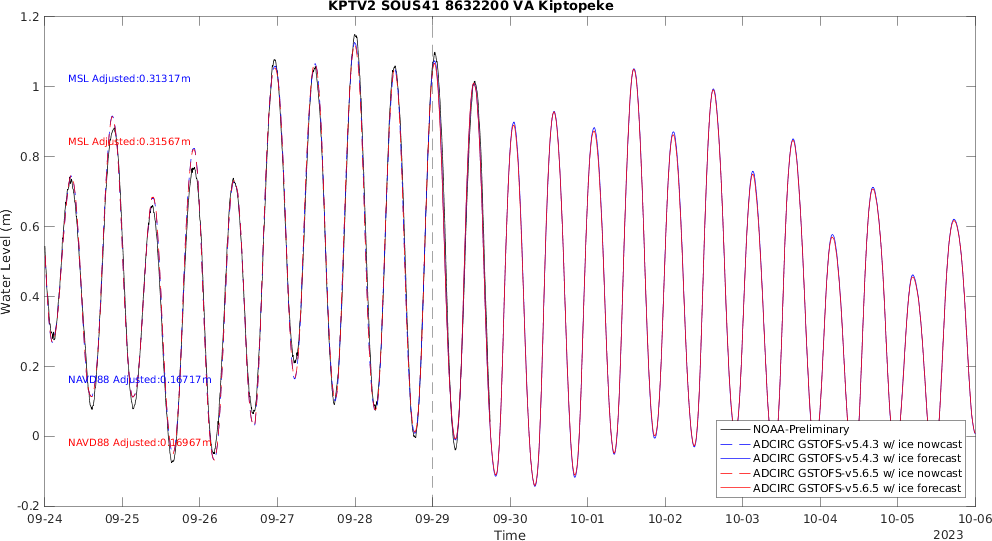 KPTV2 SOUS41 8632200 VA Kiptopeke
1.2
1
0.8
0.6
0.4
0.2
0
-0.2
Water Level (m)
MSL Adjusted:0.31317m
MSL Adjusted:0.31567m
NAVD88 Adjusted:0.16717m
NAVD88 Adjusted:0.16967m
NOAA-Preliminary
ADCIRC GSTOFS-v5.4.3 w/ ice nowcast
ADCIRC GSTOFS-v5.4.3 w/ ice forecast
ADCIRC GSTOFS-v5.6.5 w/ ice nowcast
ADCIRC GSTOFS-v5.6.5 w/ ice forecast
09-24 09-25 09-26 09-27 09-28 09-29 09-30 10-01 10-02 10-03 10-04 10-05 10-06
Time
2023